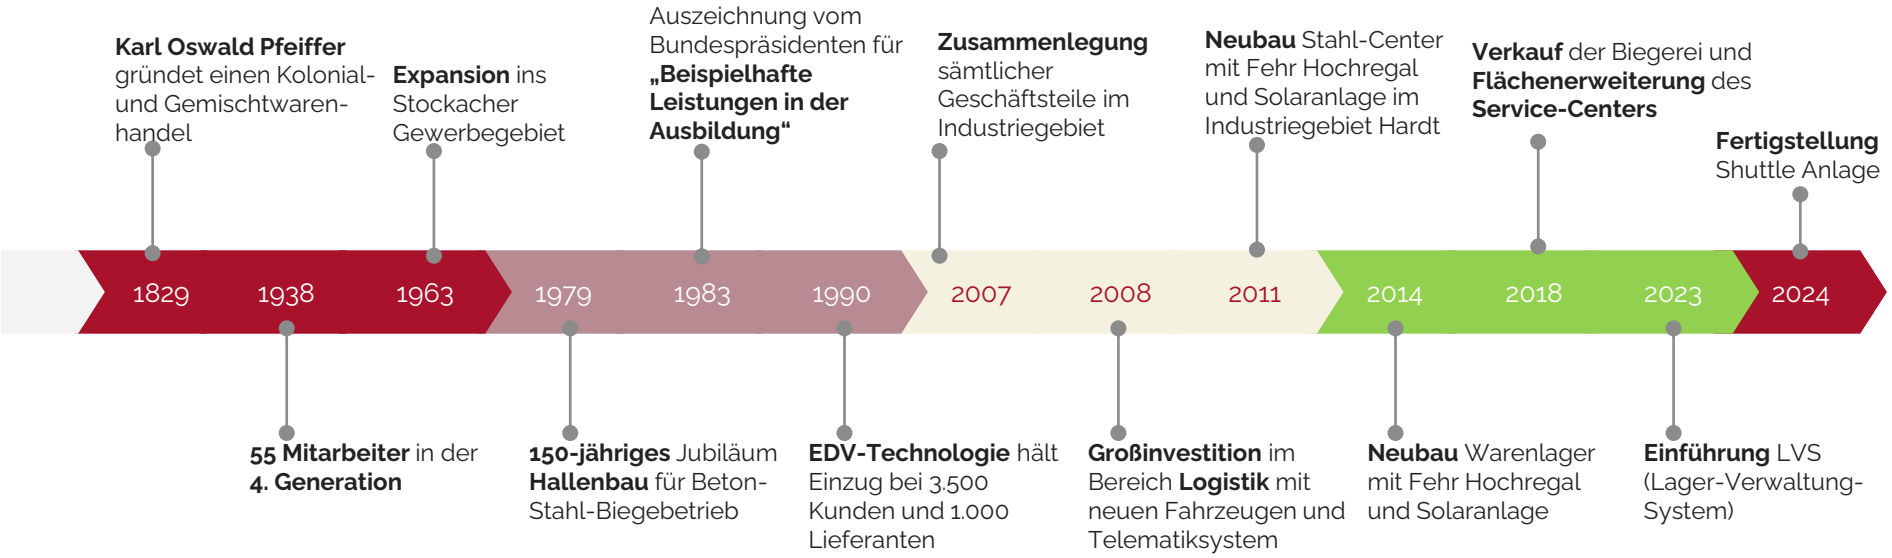 Karl Oswald Pfeiffer
gründet einen Kolonial-
und Gemischtwaren-
handel
Expansion ins
Stockacher
Gewerbegebiet
Auszeichnung vom
Bundespräsidenten für
„Beispielhafte
Leistungen in der
Ausbildung“
Zusammenlegung
sämtlicher
Geschäftsteile im
Industriegebiet
Neubau Stahl-Center
mit Fehr Hochregal
und Solaranlage im
Industriegebiet Hardt
Verkauf der Biegerei und
Flächenerweiterung des
Service-Centers
Fertigstellung
Shuttle Anlage
1829 1938 1963 1979 1983 1990 2007 2008 2011 2014 2018 2023 2024
55 Mitarbeiter in der
4. Generation
150-jähriges Jubiläum
Hallenbau für Beton-
Stahl-Biegebetrieb
EDV-Technologie hält
Einzug bei 3.500
Kunden und 1.000
Lieferanten
Großinvestition im
Bereich Logistik mit
neuen Fahrzeugen und
Telematiksystem
Neubau Warenlager
mit Fehr Hochregal
und Solaranlage
Einführung LVS
(Lager-Verwaltung-
System)